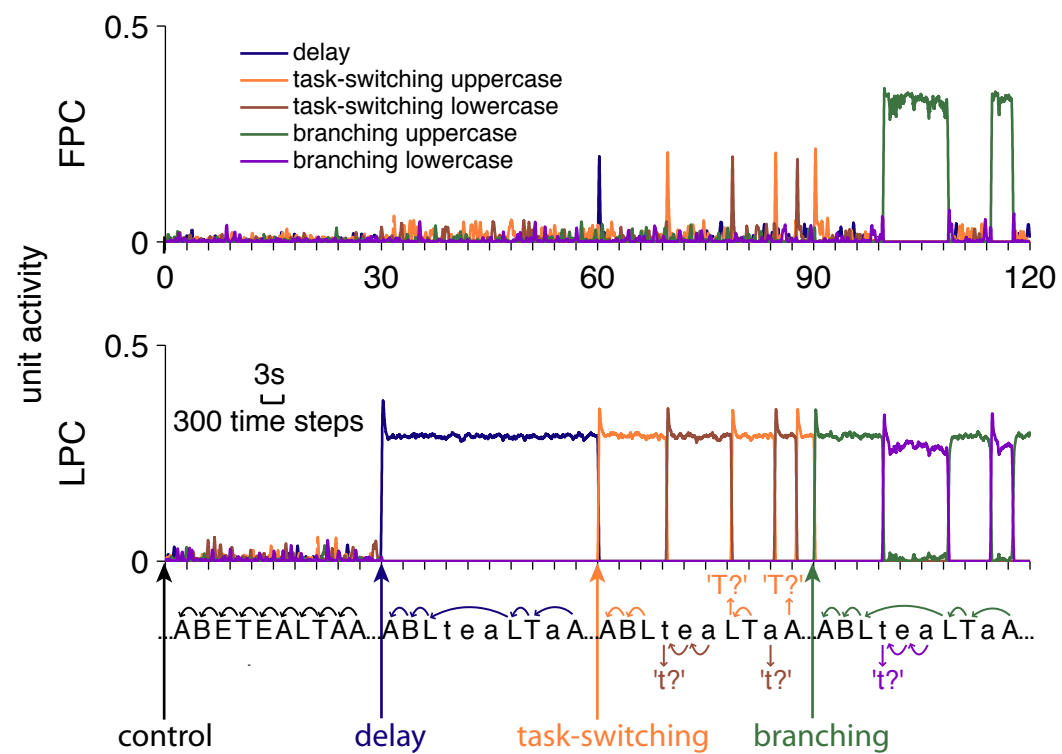 0.5
delay
task-switching uppercase
task-switching lowercase
branching uppercase
branching lowercase
FPC
0
0 30 60 90 120
unit activity
0.5
3s
300 time steps
LPC
0
'T?' 'T?'
...ABETEALTAA...ABLteaLTaA...ABLteaLTaA...ABLteaLTaA...
't?' 't?' 't?'
control delay task-switching branching